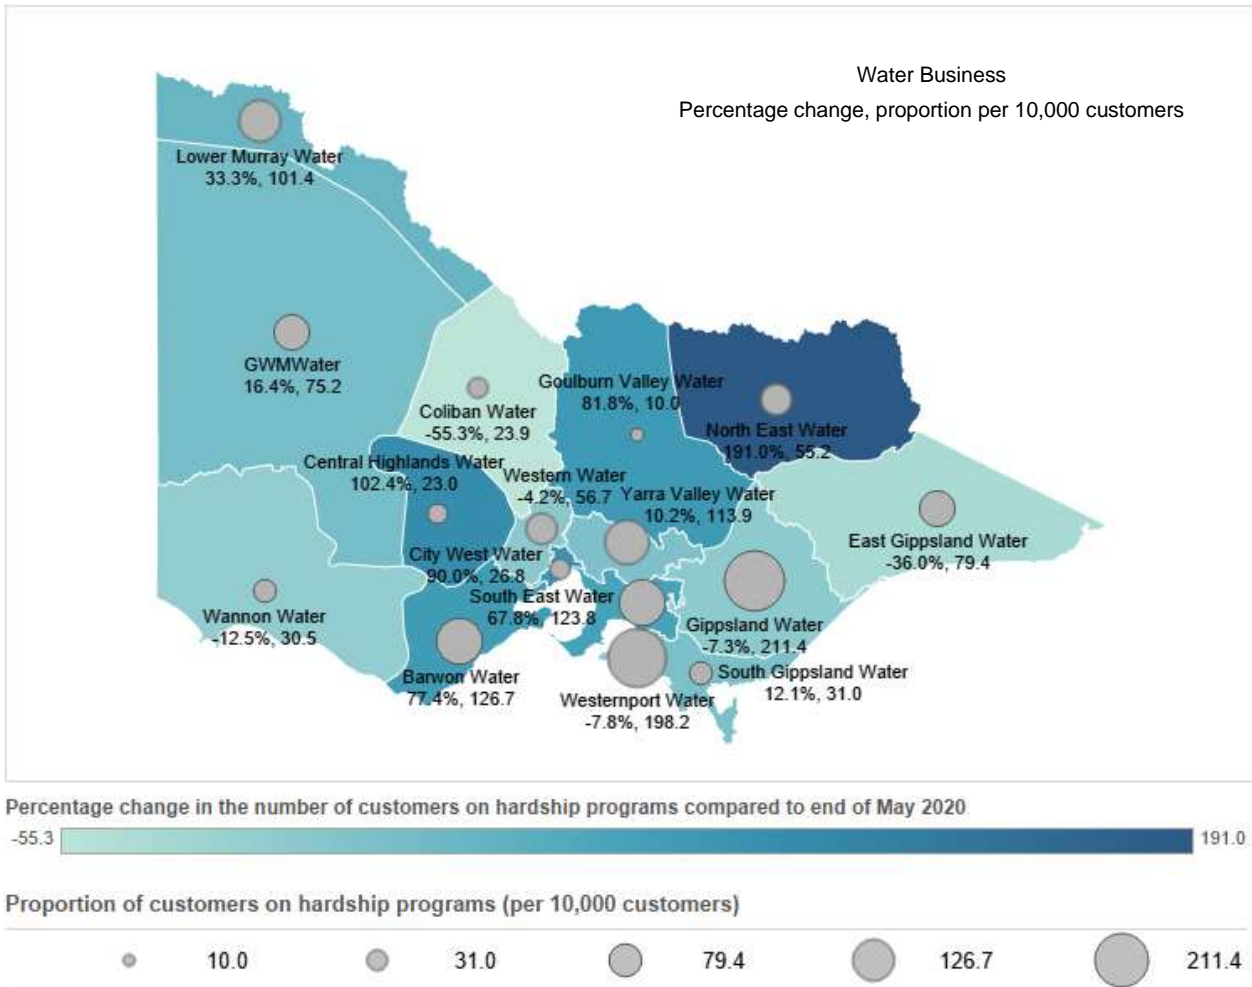 Water Business
Percentage change, proportion per 10,000 customers
Lower Murray Water
33.3%, 101.4
GWMWater
16.4%, 75.2
Coliban Water
-55.3%, 23.9
Goulburn Valley Water
81.8%, 10.0
North East Water
191.0%, 55.2
Central Highlands Water
102.4%, 23.0
Western Water
-4.2%, 56.7
Yarra Valley Water
10.2%, 113.9
East Gippsland Water
-36.0%, 79.4
City West Water
90.0%, 26.8
South East Water
67.8%, 123.8
Wannon Water
-12.5%, 30.5
Gippsland Water
-7.3%, 211.4
Barwon Water
77.4%, 126.7
Westernport Water
-7.8%, 198.2
South Gippsland Water
12.1%, 31.0
Percentage change in the number of customers on hardship programs compared to end of May 2020
-55.3 191.0
Proportion of customers on hardship programs (per 10,000 customers)
10.0 31.0 79.4 126.7 211.4